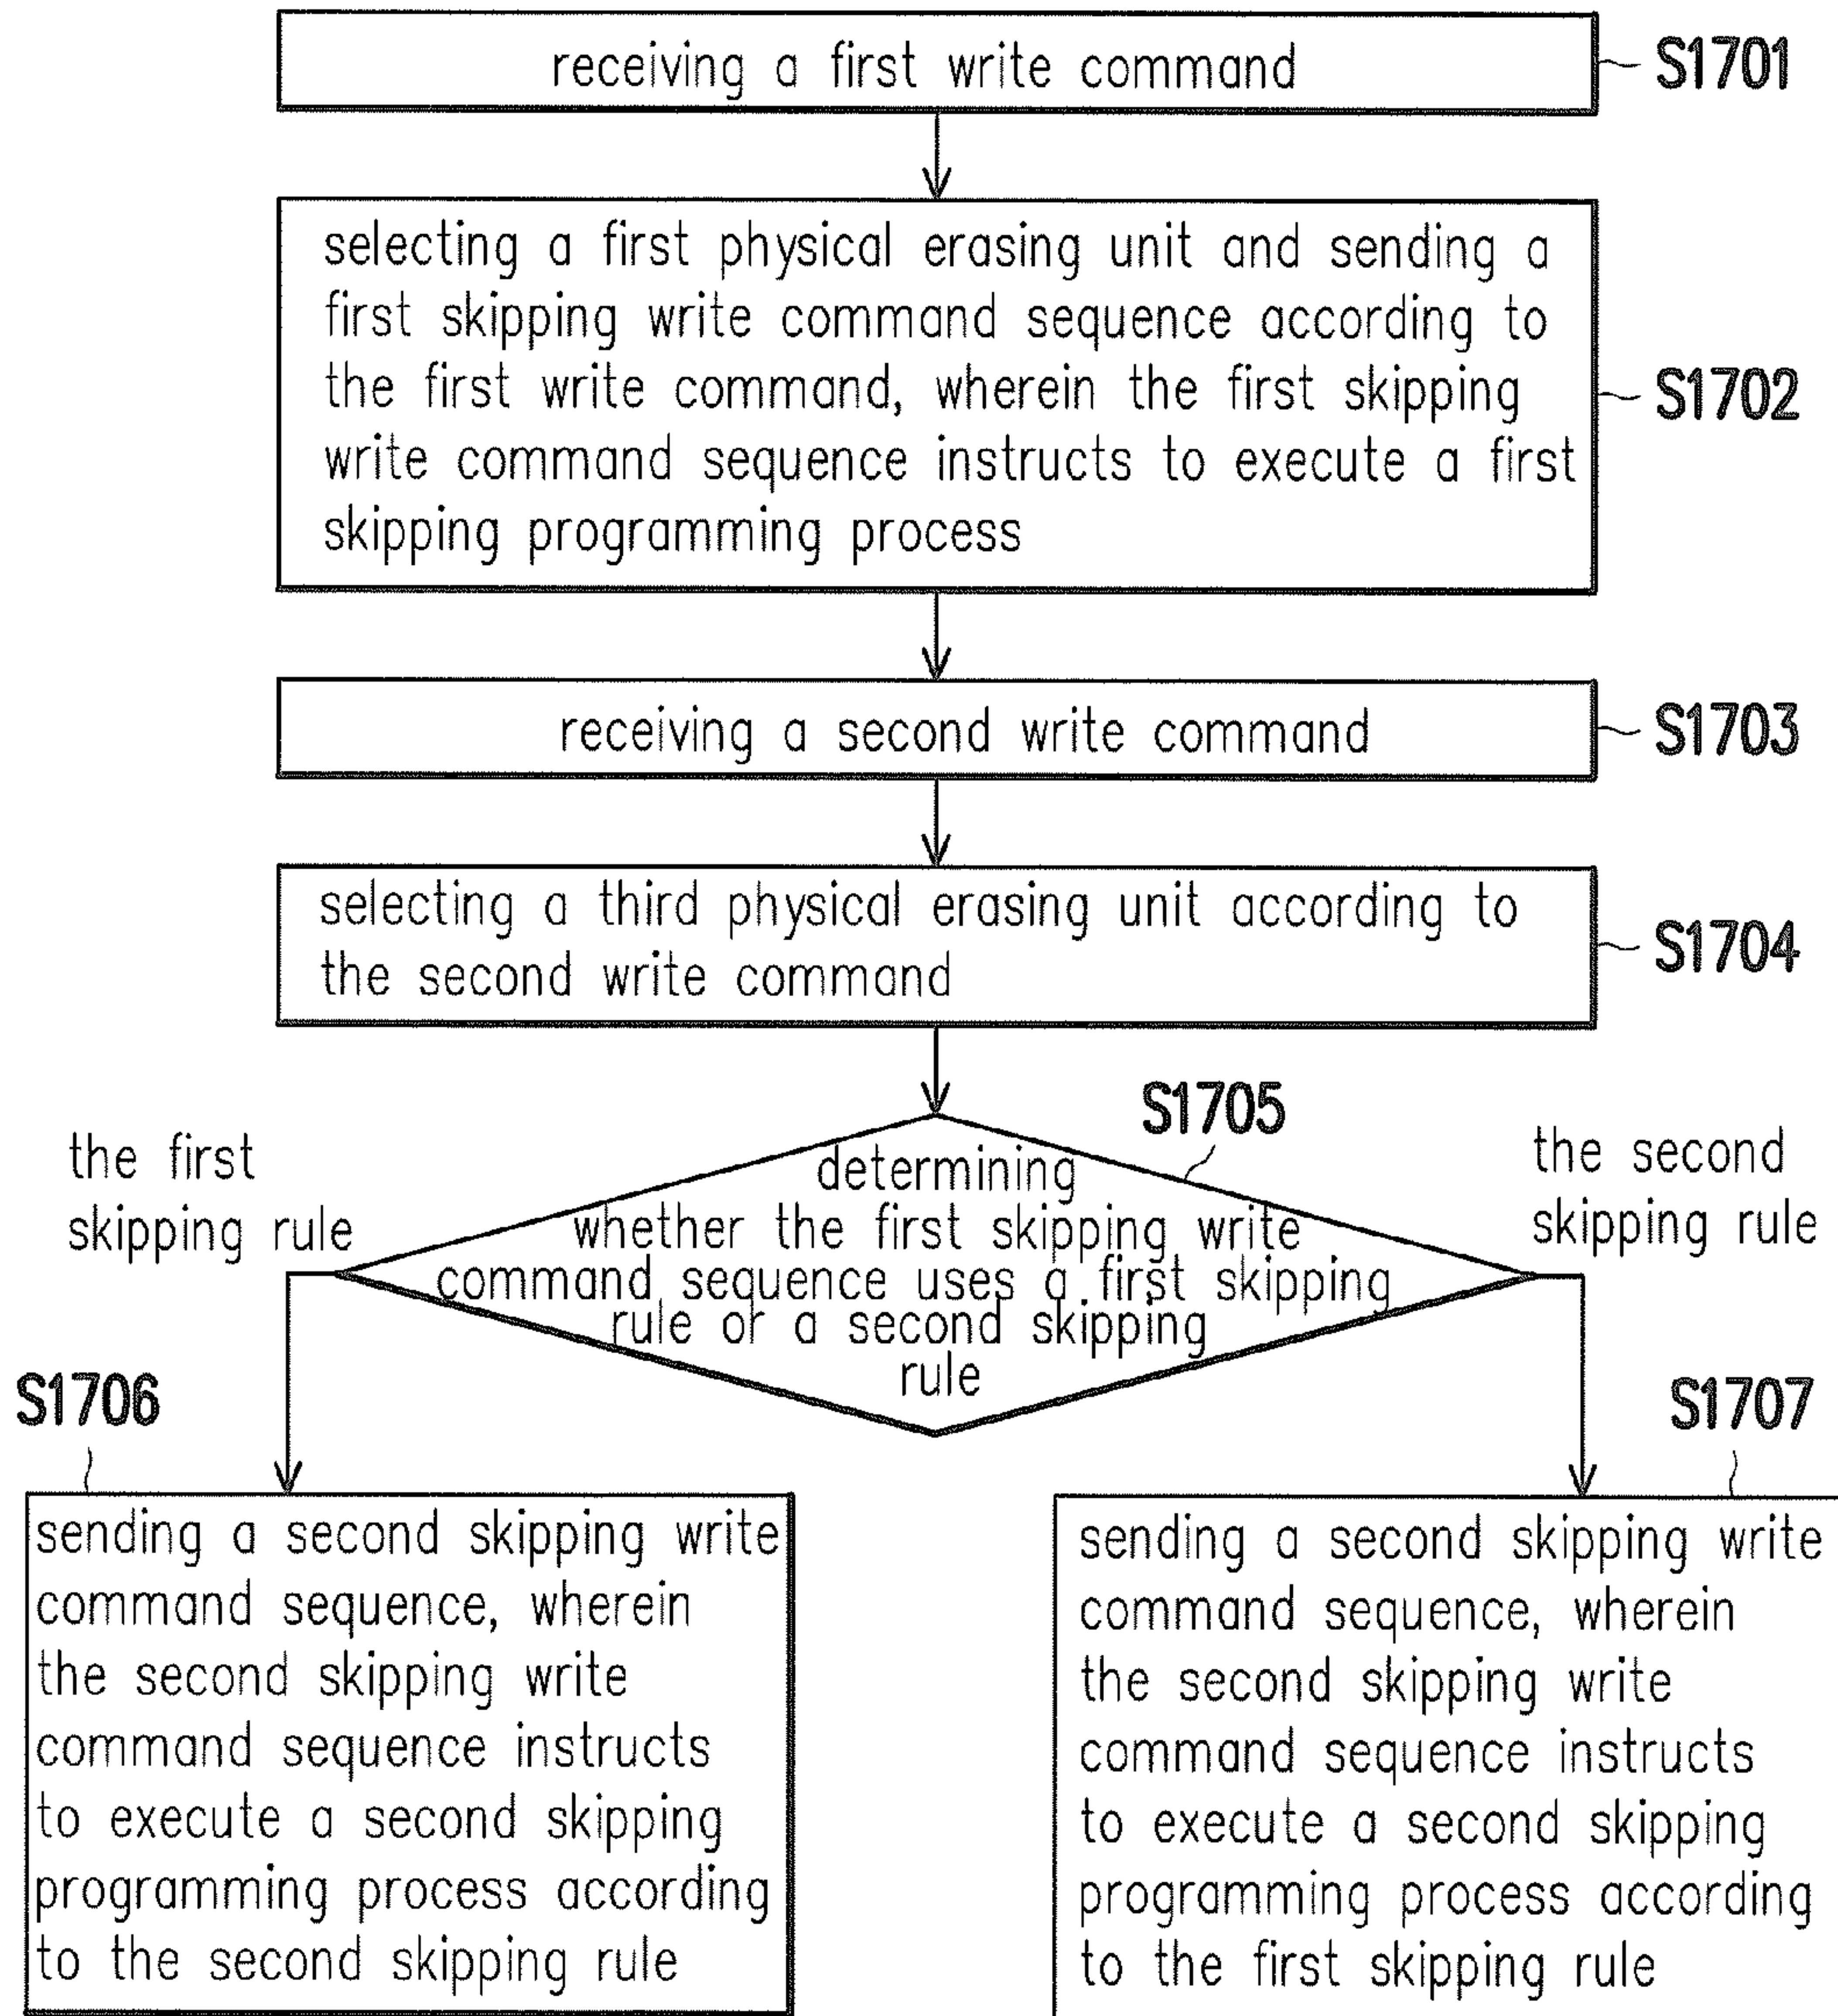 receiving a first write command
S1701
selecting a first physical erasing unit and sending a
first skipping write command sequence according to
the first write command, wherein the first skipping
write command sequence instructs to execute a first
skipping programming process
S1702
receiving a second write command
S1703
selecting a third physical erasing unit according to
the second write command
S1704
S1705
determining
whether the first skipping write
command sequence uses a first skipping
rule or a second skipping
rule
the first
skipping rule
the second
skipping rule
S1706
sending a second skipping write
command sequence, wherein
the second skipping write
command sequence instructs
to execute a second skipping
programming process according
to the second skipping rule
S1707
sending a second skipping write
command sequence, wherein
the second skipping write
command sequence instructs
to execute a second skipping
programming process according
to the first skipping rule